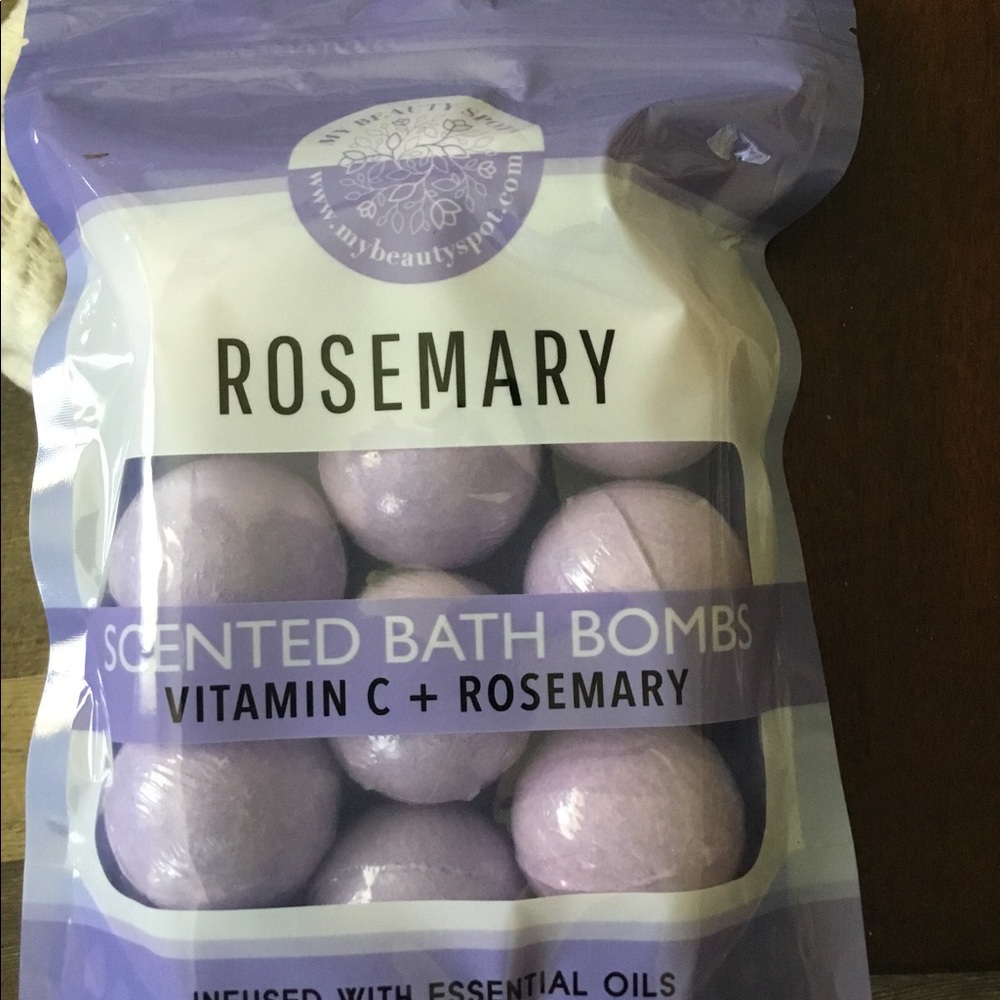 MY BEAUTY SPOT
www.mybeautyspot.com
ROSEMARY
SCENTED BATH BOMBS
VITAMIN C + ROSEMARY
INFUSED WITH ESSENTIAL OILS